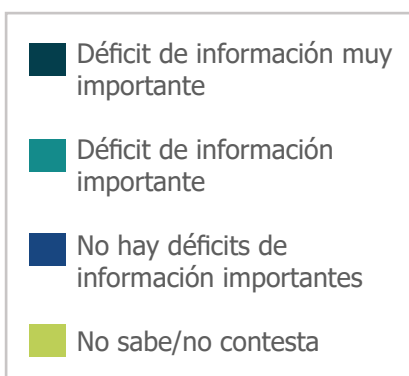 Déficit de información muy
importante
Déficit de información
importante
No hay déficits de
información importantes
No sabe/no contesta